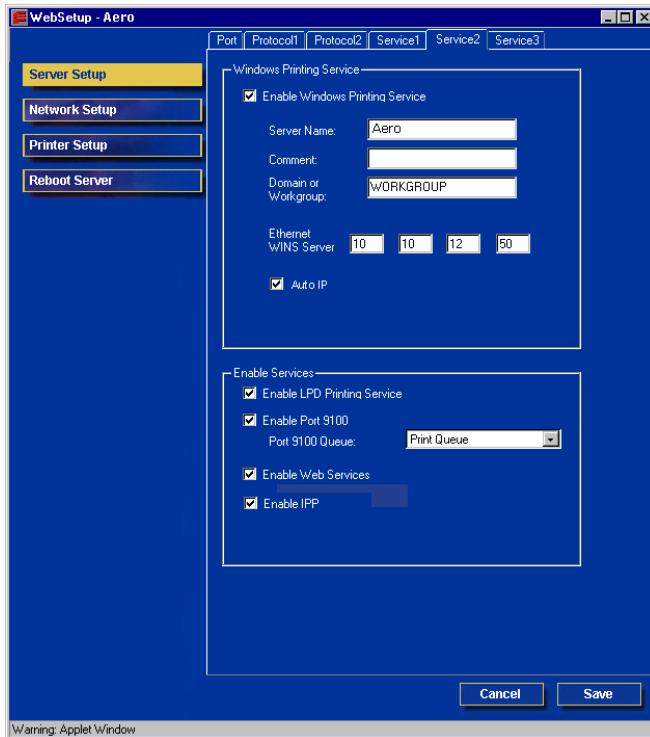 WebSetup - Aero
Port Protocol1 Protocol2 Service1 Service2 Service3
Server Setup
Network Setup
Printer Setup
Reboot Server
Windows Printing Service
Enable Windows Printing Service
Server Name: Aero
Comment:
Domain or
Workgroup: WORKGROUP
Ethernet
WINS Server 10 10 12 50
Auto IP
Enable Services
Enable LPD Printing Service
Enable Port 9100
Port 9100 Queue: Print Queue
Enable Web Services
Enable IPP
Cancel Save
Warning: Applet Window